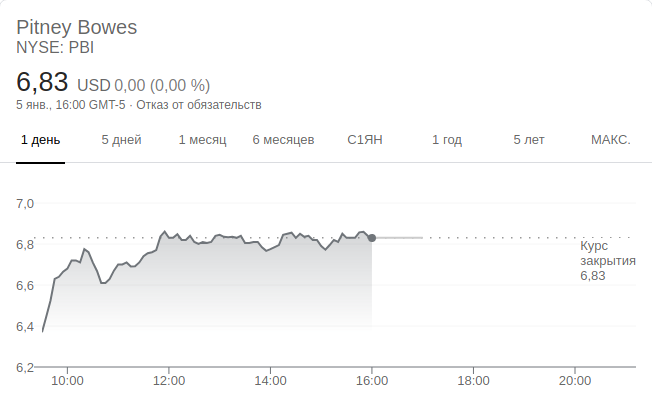 Pitney Bowes
NYSE: PBI
6,83 USD 0,00 (0,00 %)
5 янв., 16:00 GMT-5 · Отказ от обязательств
1 день 5 дней 1 месяц 6 месяцев С1ЯН 1 год 5 лет МАКС.
7,0
6,8
Курс
закрытия
6,83
6,6
6,4
6,2
10:00 12:00 14:00 16:00 18:00 20:00